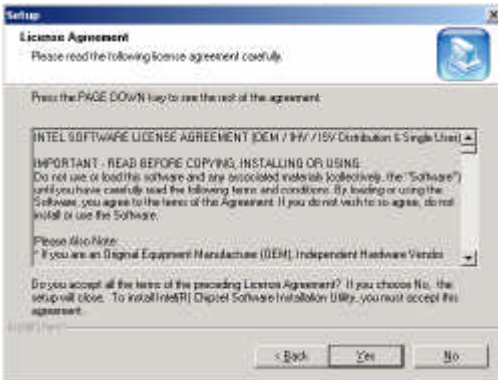 Setup
License Agreement
Please read the following license agreement carefully.
Press the PAGE DOWN key to see the rest of the agreement.
INTEL SOFTWARE LICENSE AGREEMENT (OEM / IHV / ISV Distribution & Single User)
IMPORTANT - READ BEFORE COPYING, INSTALLING OR USING.
Do not use or load this software and any associated materials (collectively, the "Software")
until you have carefully read the following terms and conditions. By loading or using the
Software, you agree to the terms of this Agreement. If you do not wish to so agree, do not
install or use the Software.
Please Also Note:
* If you are an Original Equipment Manufacturer (OEM), Independent Hardware Vendor
Do you accept all the terms of the preceding License Agreement? If you choose No, the
setup will close. To install Intel(R) Chipset Software Installation Utility, you must accept this
agreement.
InstallShield
< Back
Yes
No